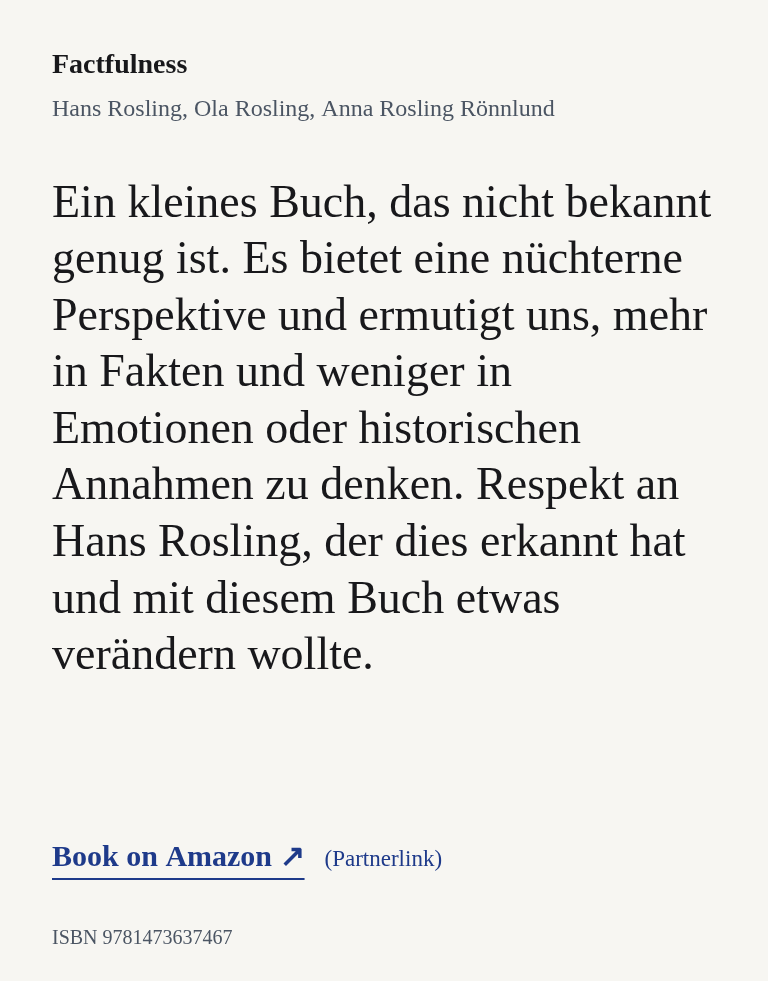 Factfulness
Hans Rosling, Ola Rosling, Anna Rosling Rönnlund
Ein kleines Buch, das nicht bekannt
genug ist. Es bietet eine nüchterne
Perspektive und ermutigt uns, mehr
in Fakten und weniger in
Emotionen oder historischen
Annahmen zu denken. Respekt an
Hans Rosling, der dies erkannt hat
und mit diesem Buch etwas
verändern wollte.
Book on Amazon ↗ (Partnerlink)
ISBN 9781473637467